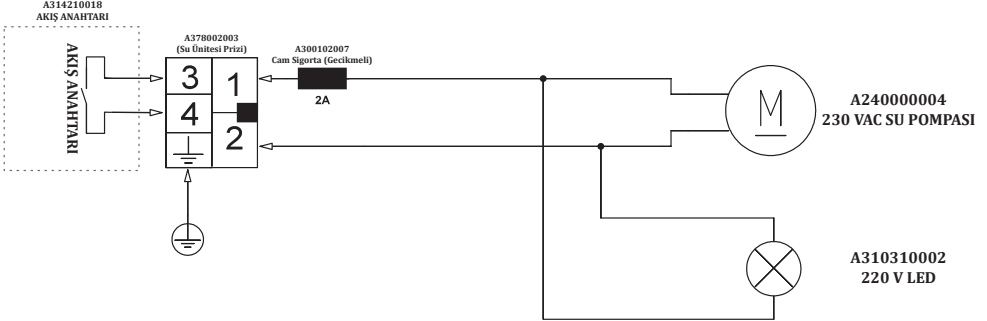 A314210018
AKIŞ ANAHTARI
AKIŞ ANAHTARI
A378002003
(Su Ünitesi Prizi)
3
4
1
2
A300102007
Cam Sigorta (Gecikmeli)
2A
M
A240000004
230 VAC SU POMPASI
A310310002
220 V LED